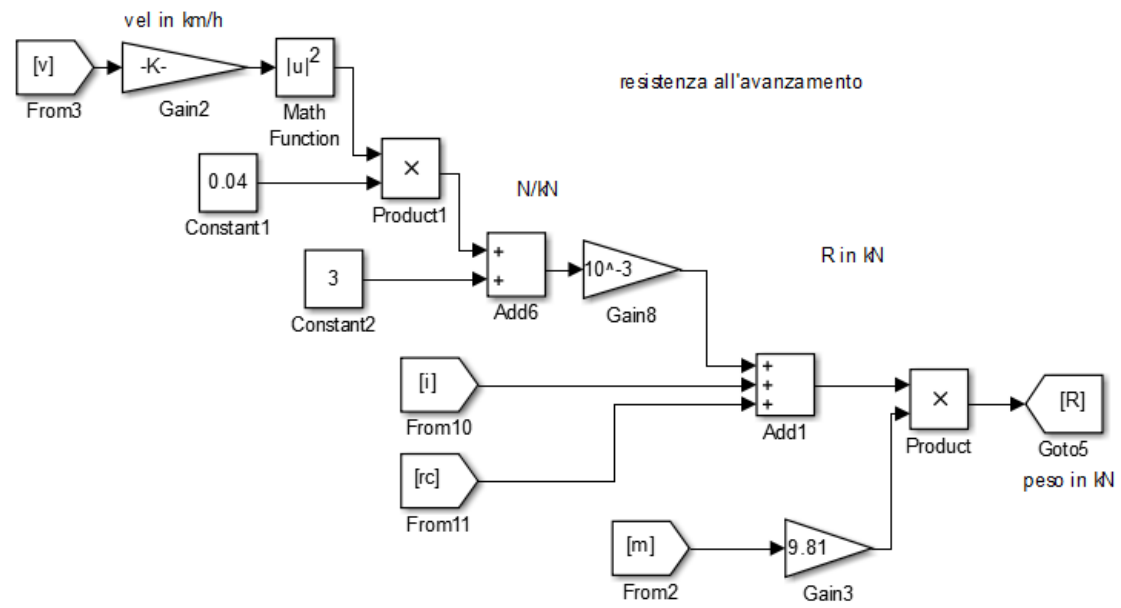 vel in km/h
[v]
-K-
|u|2
From3
Gain2
Math
Function
resistenza all'avanzamento
0.04
×
Constant1
Product1
N/kN
3
+
+
10^-3
R in kN
Constant2
Add6
Gain8
[i]
+
+
+
×
[R]
From10
Add1
Product
Goto5
[rc]
peso in kN
From11
[m]
9.81
From2
Gain3